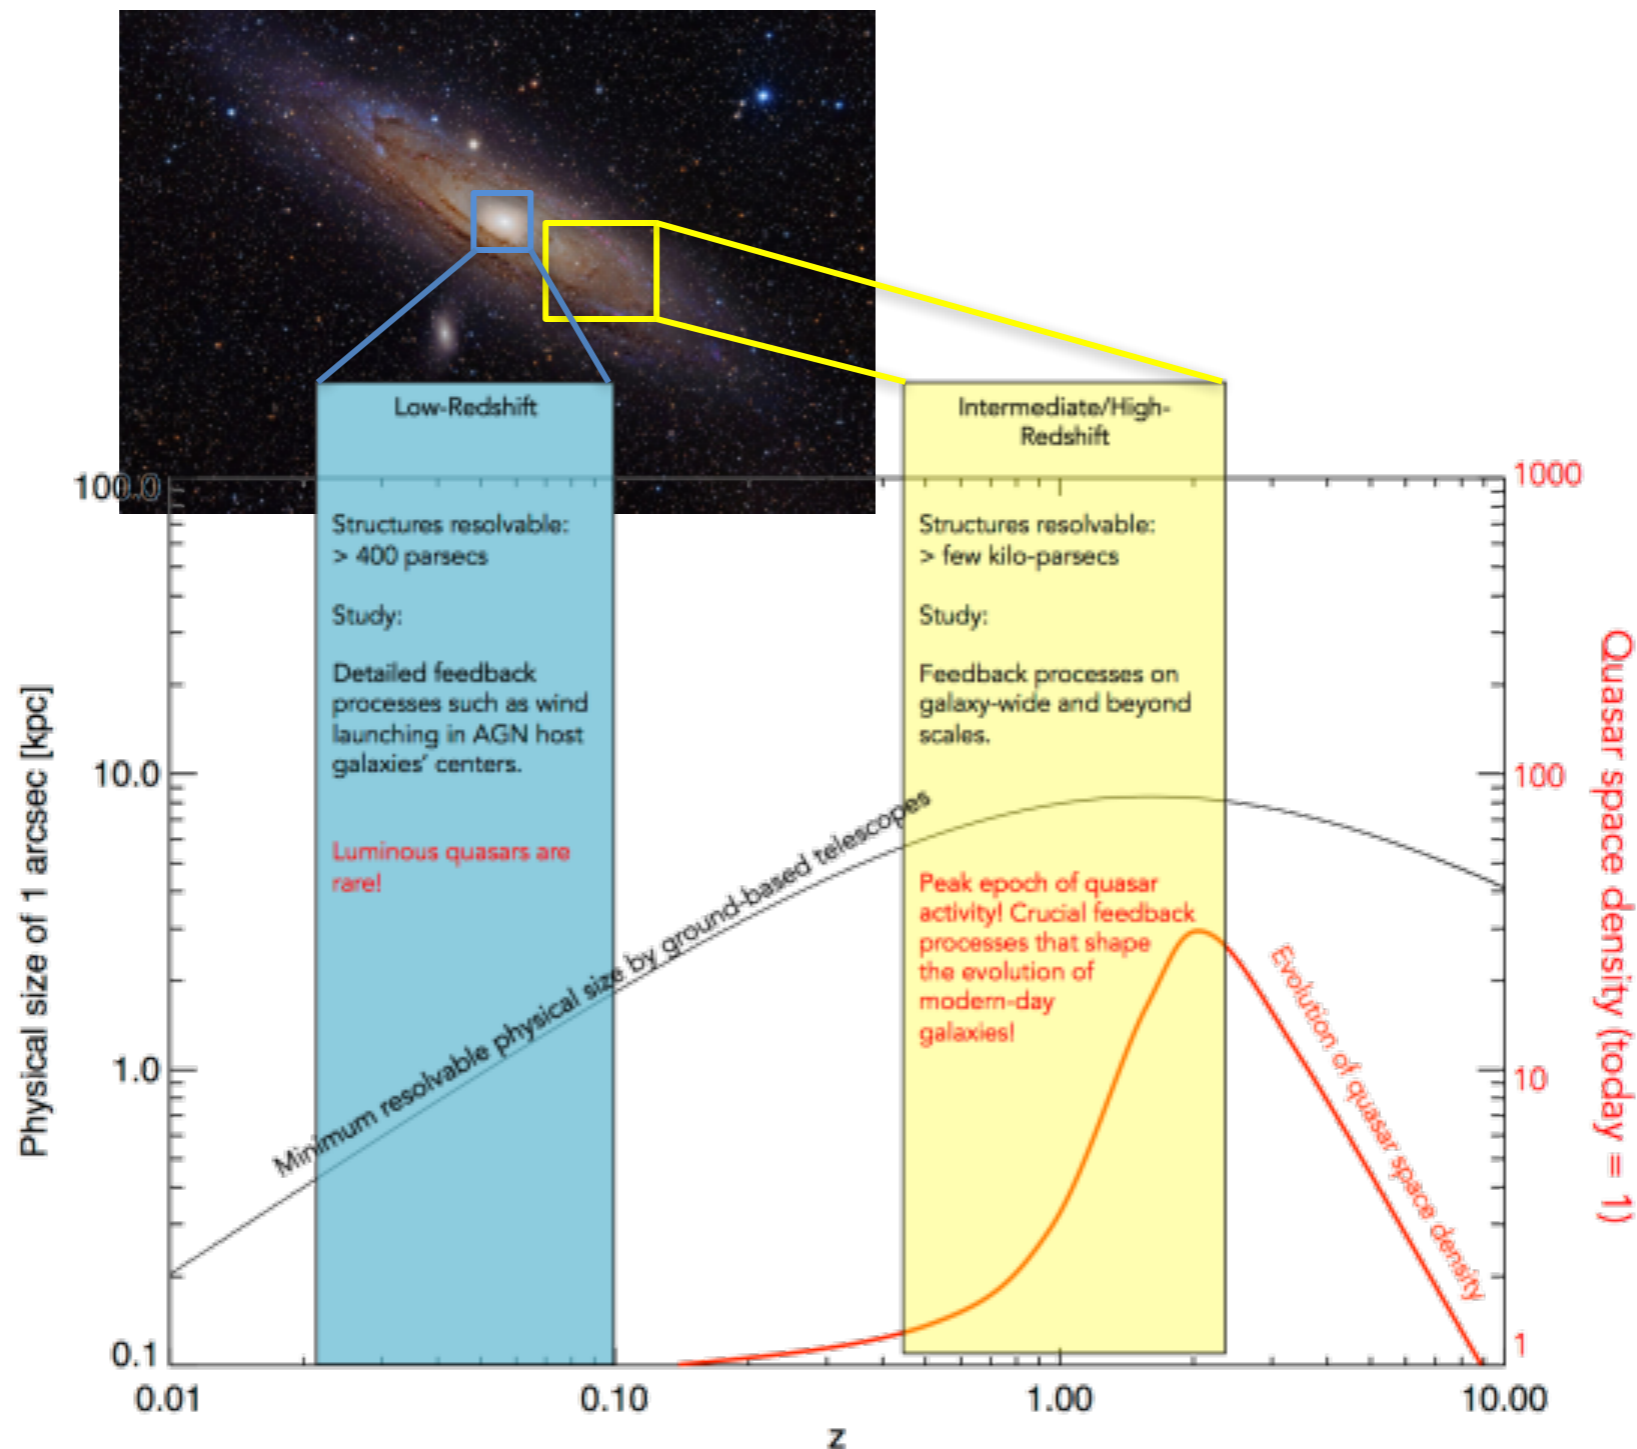 Low-Redshift
Structures resolvable:
> 400 parsecs
Study:
Detailed feedback
processes such as wind
launching in AGN host
galaxies' centers.
Luminous quasars are
rare!
Intermediate/High-
Redshift
Structures resolvable:
> few kilo-parsecs
Study:
Feedback processes on
galaxy-wide and beyond
scales.
Peak epoch of quasar
activity! Crucial feedback
processes that shape
the evolution of
modern-day
galaxies!
Minimum resolvable physical size by ground-based telescopes
Evolution of quasar space density
Physical size of 1 arcsec [kpc]
100.0
10.0
1.0
0.1
Quasar space density (today = 1)
1000
100
10
1
0.01
0.10
1.00
10.00
z